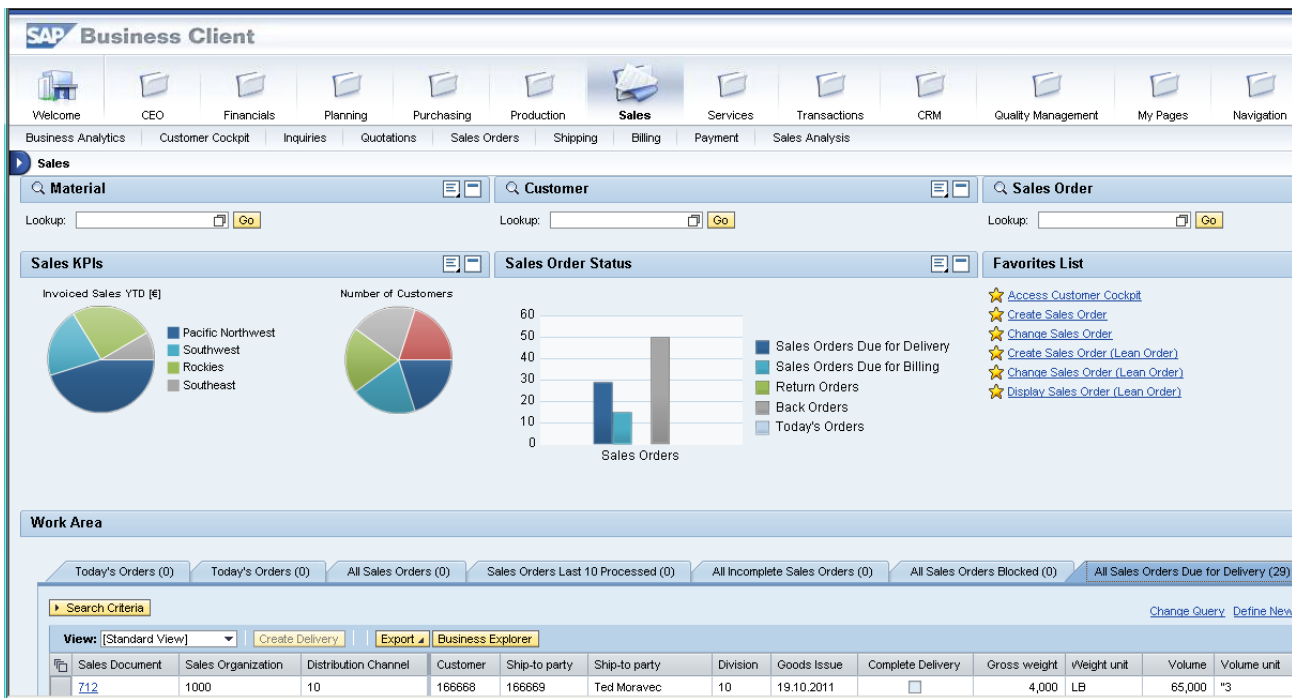 SAP Business Client
Welcome CEO Financials Planning Purchasing Production Sales Services Transactions CRM Quality Management My Pages Navigation
Business Analytics Customer Cockpit Inquiries Quotations Sales Orders Shipping Billing Payment Sales Analysis
Sales
Material Customer Sales Order
Lookup: Go Lookup: Go Lookup: Go
Sales KPIs Sales Order Status Favorites List
Invoiced Sales YTD [€] Number of Customers
Pacific Northwest
Southwest
Rockies
Southeast
60
50
40
30
20
10
0
Sales Orders
Sales Orders Due for Delivery
Sales Orders Due for Billing
Return Orders
Back Orders
Today's Orders
Access Customer Cockpit
Create Sales Order
Change Sales Order
Create Sales Order (Lean Order)
Change Sales Order (Lean Order)
Display Sales Order (Lean Order)
Work Area
Today's Orders (0) Today's Orders (0) All Sales Orders (0) Sales Orders Last 10 Processed (0) All Incomplete Sales Orders (0) All Sales Orders Blocked (0) All Sales Orders Due for Delivery (29)
Search Criteria Change Query Define New
View: [Standard View] Create Delivery Export Business Explorer
Sales Document Sales Organization Distribution Channel Customer Ship-to party Ship-to party Division Goods Issue Complete Delivery Gross weight Weight unit Volume Volume unit
712 1000 10 166668 166669 Ted Moravec 10 19.10.2011 4,000 LB 65,000 "3